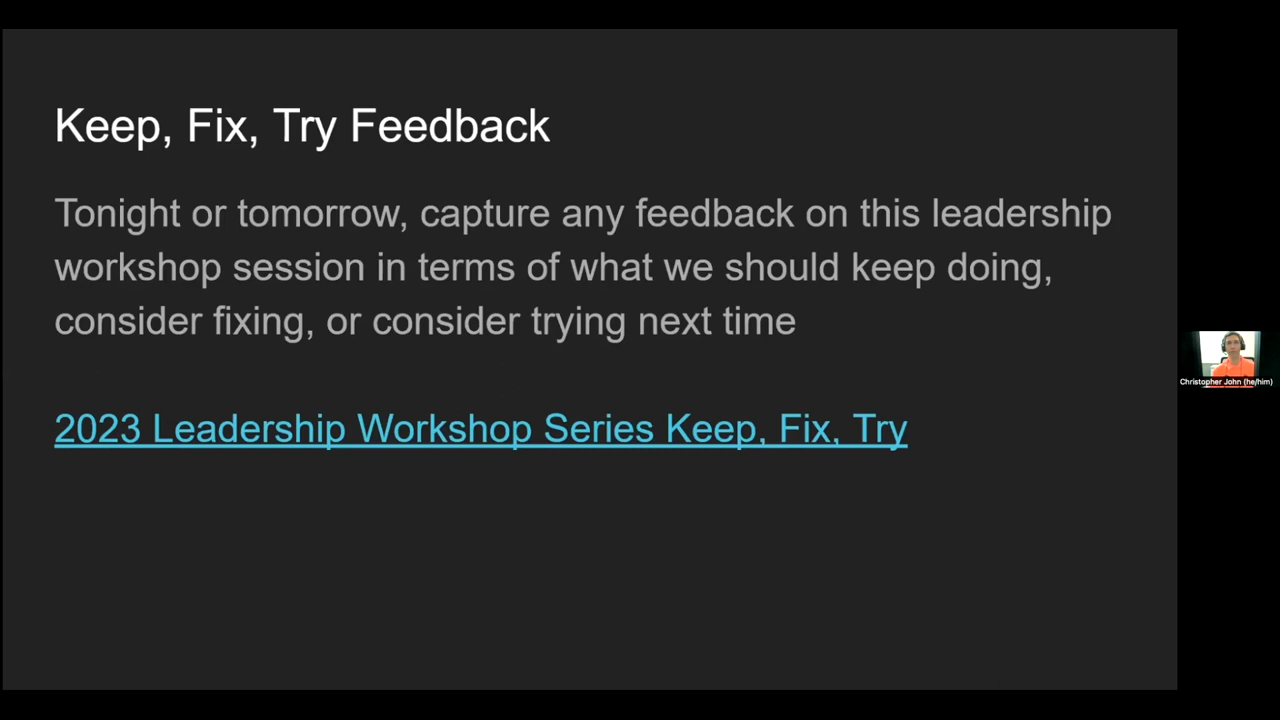 Keep, Fix, Try Feedback
Tonight or tomorrow, capture any feedback on this leadership
workshop session in terms of what we should keep doing,
consider fixing, or consider trying next time
2023 Leadership Workshop Series Keep, Fix, Try
Christopher John (he/him)